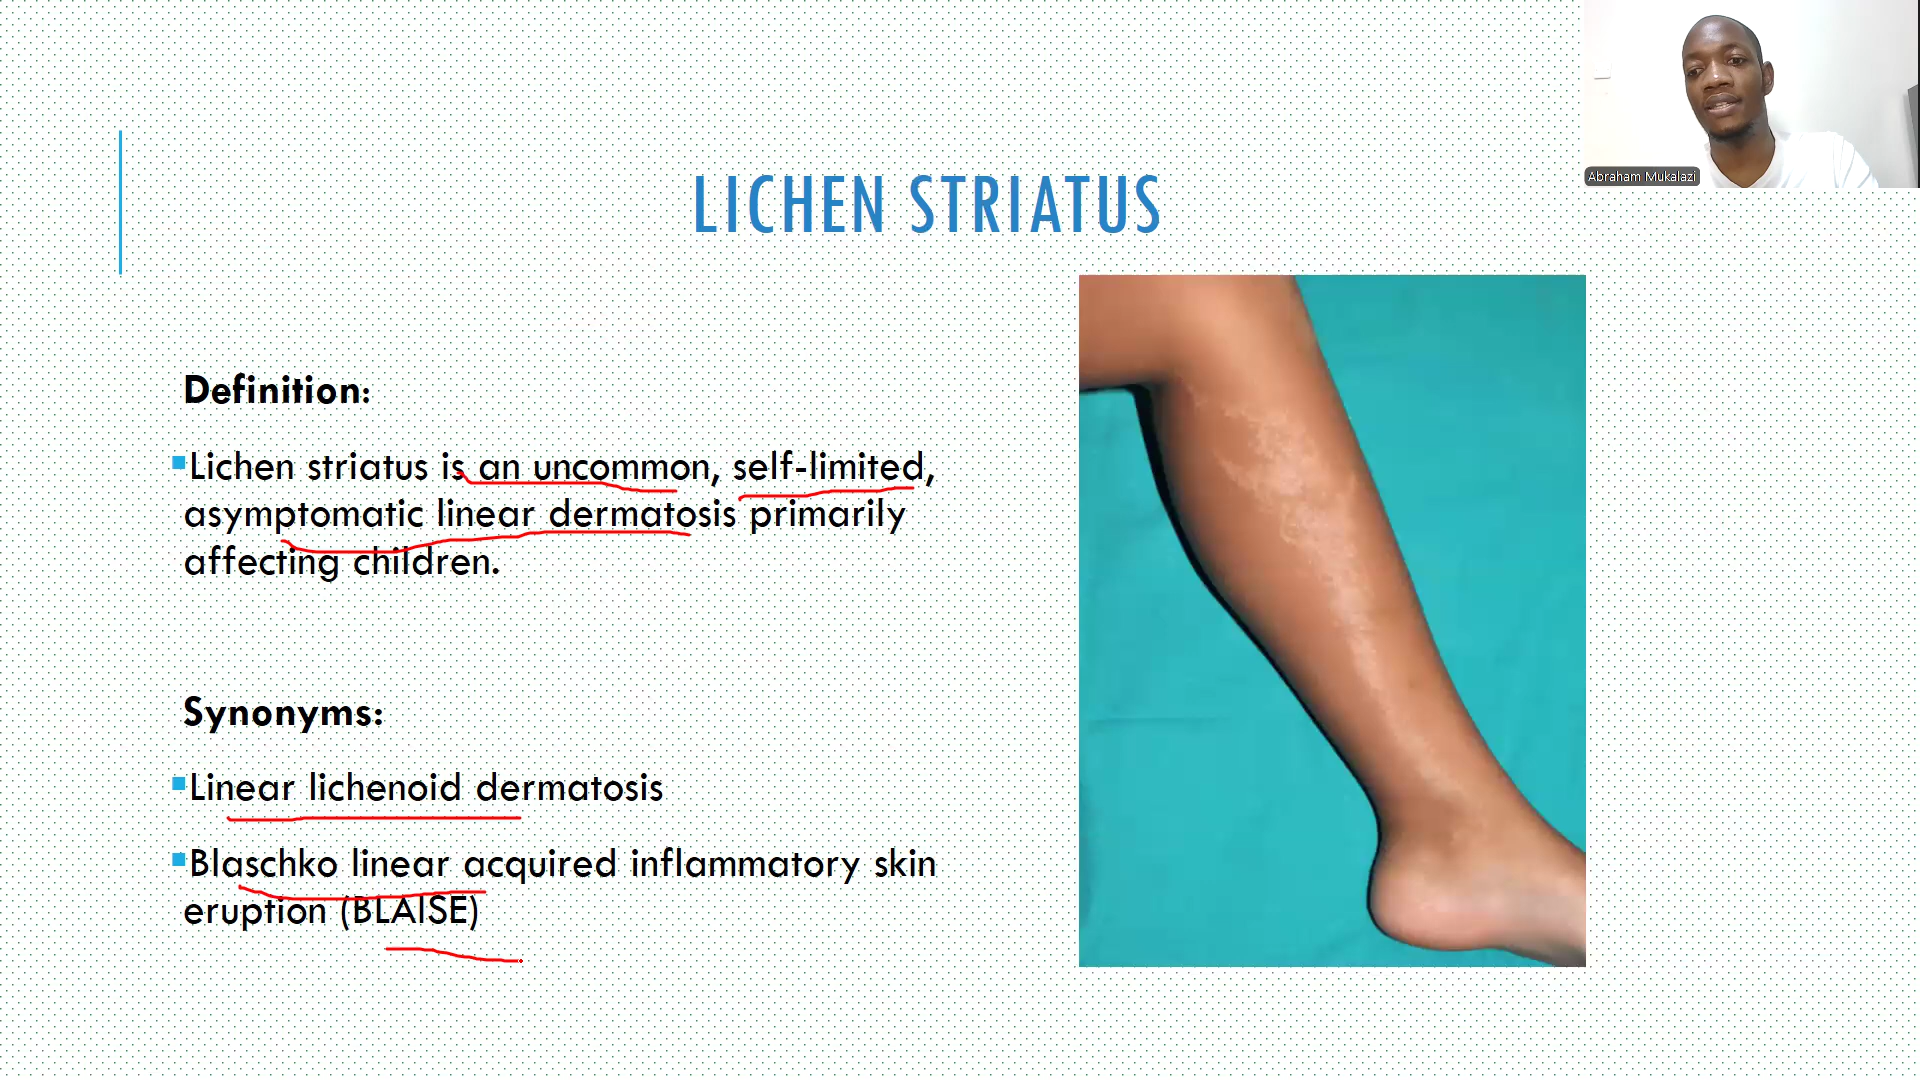 Abraham Mukalazi
LICHEN STRIATUS
Definition:
Lichen striatus is an uncommon, self-limited,
asymptomatic linear dermatosis primarily
affecting children.
Synonyms:
Linear lichenoid dermatosis
Blaschko linear acquired inflammatory skin
eruption (BLAISE)